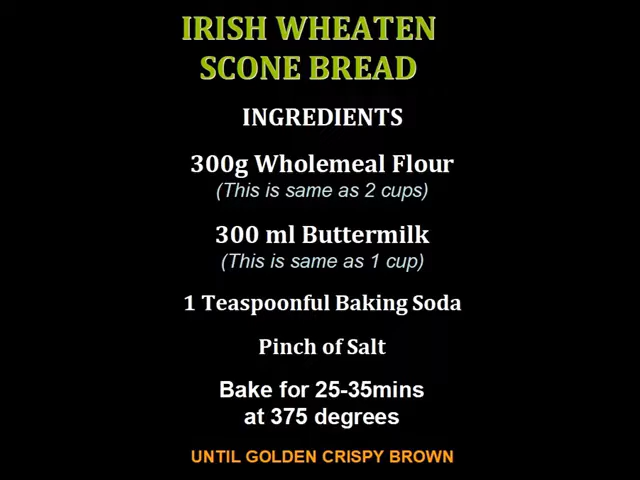 IRISH WHEATEN
SCONE BREAD
INGREDIENTS
300g Wholemeal Flour
(This is same as 2 cups)
300 ml Buttermilk
(This is same as 1 cup)
1 Teaspoonful Baking Soda
Pinch of Salt
Bake for 25-35mins
at 375 degrees
UNTIL GOLDEN CRISPY BROWN